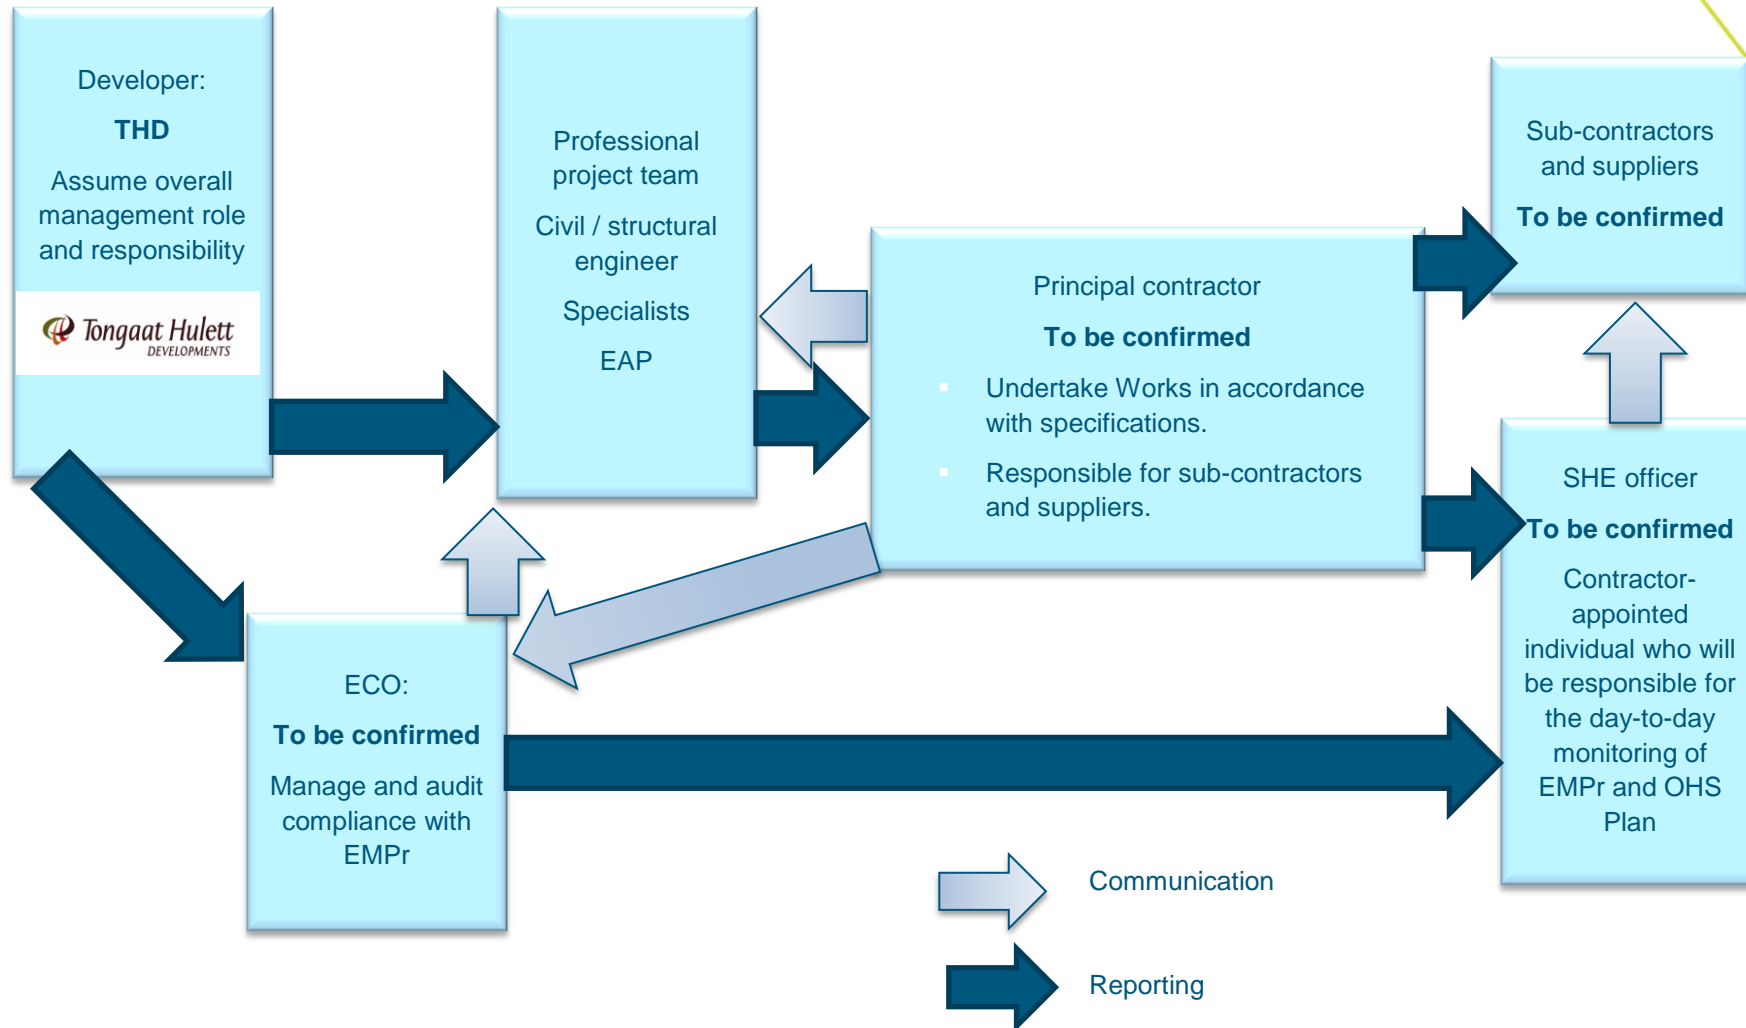 Developer:
THD
Assume overall
management role
and responsibility
Tongaat Hulett
DEVELOPMENTS
Professional
project team
Civil / structural
engineer
Specialists
EAP
Principal contractor
To be confirmed
▪ Undertake Works in accordance
with specifications.
▪ Responsible for sub-contractors
and suppliers.
Sub-contractors
and suppliers
To be confirmed
SHE officer
To be confirmed
Contractor-
appointed
individual who will
be responsible for
the day-to-day
monitoring of
EMPr and OHS
Plan
ECO:
To be confirmed
Manage and audit
compliance with
EMPr
Communication
Reporting